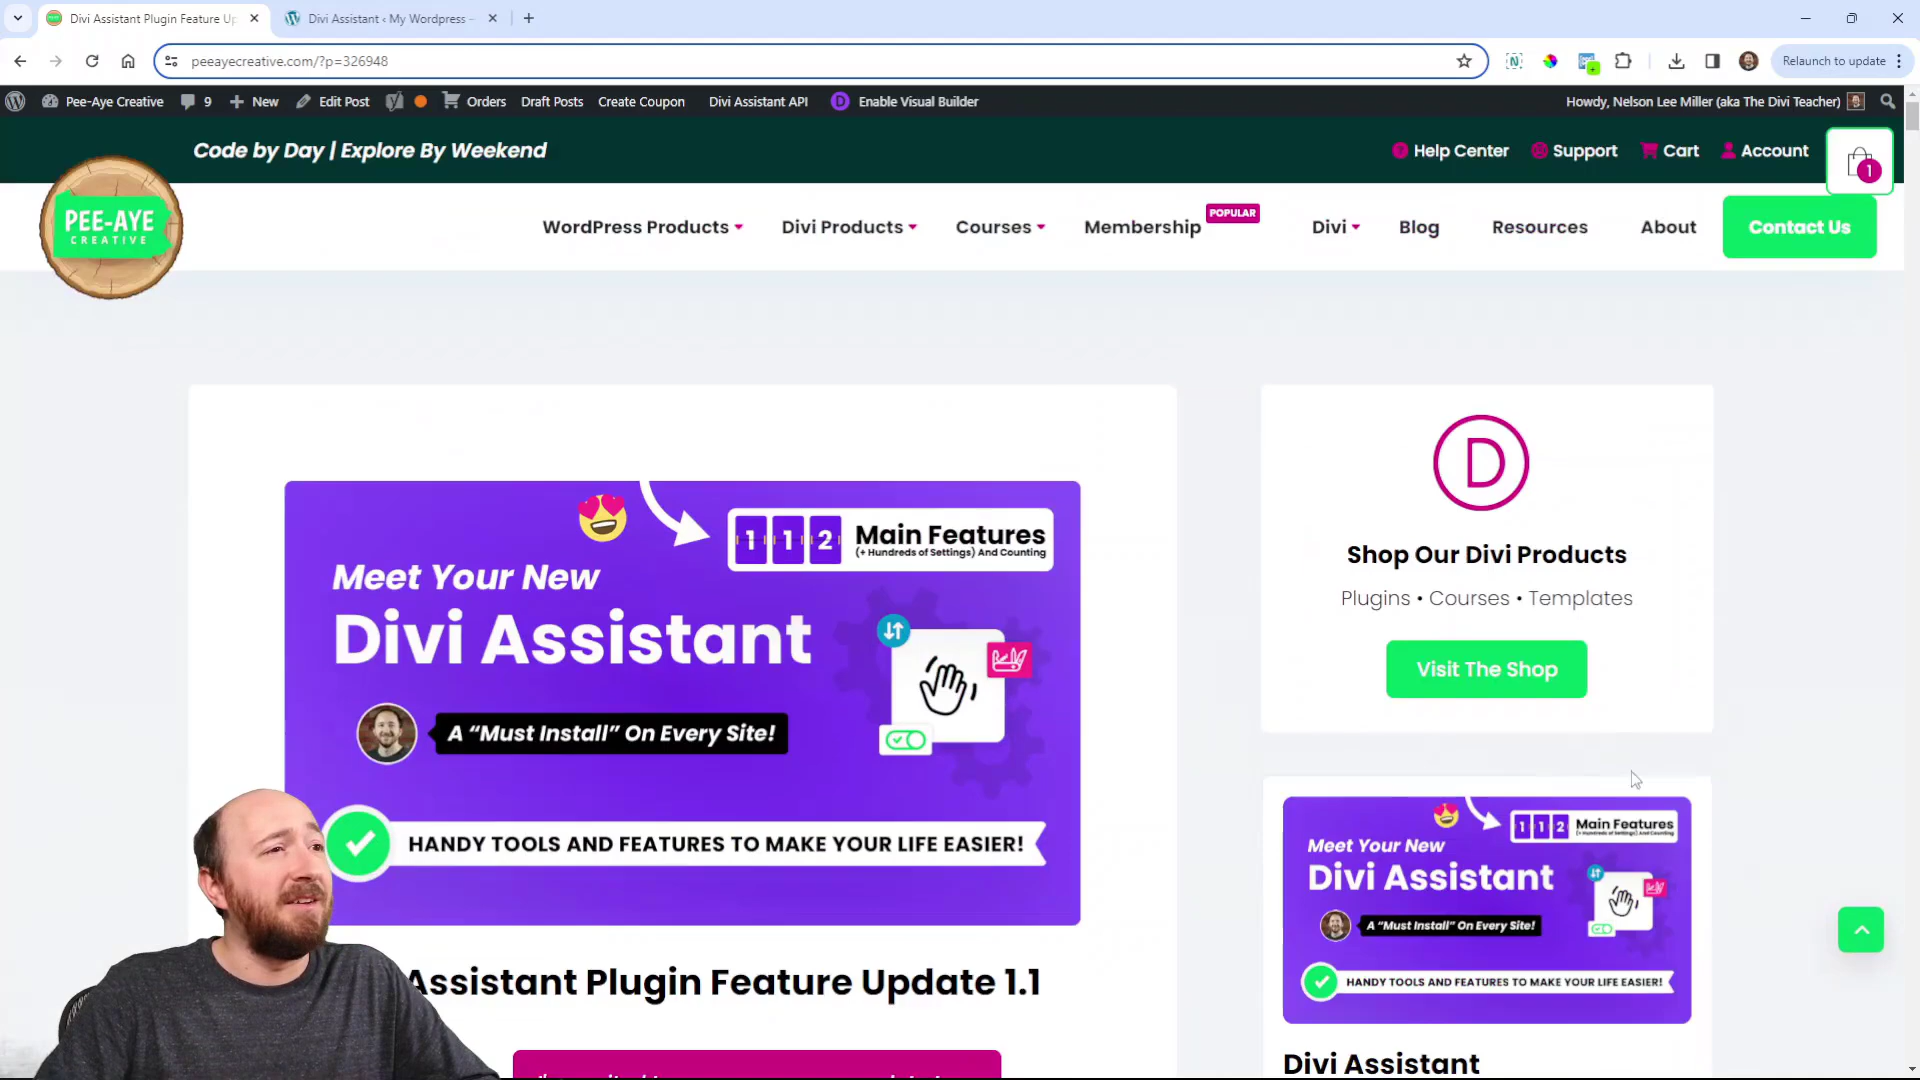 Divi Assistant Plugin Feature Up
Divi Assistant ‹ My Wordpress –
peeayecreative.com/?p=326948
Relaunch to update
Pee-Aye Creative
9
New
Edit Post
Orders
Draft Posts
Create Coupon
Divi Assistant API
D
Enable Visual Builder
Howdy, Nelson Lee Miller (aka The Divi Teacher)
Code by Day | Explore By Weekend
Help Center
Support
Cart
Account
1
PEE-AYE
CREATIVE
WordPress Products
Divi Products
Courses
Membership
POPULAR
Divi
Blog
Resources
About
Contact Us
112 Main Features
(+ Hundreds of Settings) And Counting
Meet Your New
Divi Assistant
A “Must Install” On Every Site!
HANDY TOOLS AND FEATURES TO MAKE YOUR LIFE EASIER!
Assistant Plugin Feature Update 1.1
D
Shop Our Divi Products
Plugins • Courses • Templates
Visit The Shop
112 Main Features
(+ Hundreds of Settings) And Counting
Meet Your New
Divi Assistant
A “Must Install” On Every Site!
HANDY TOOLS AND FEATURES TO MAKE YOUR LIFE EASIER!
Divi Assistant